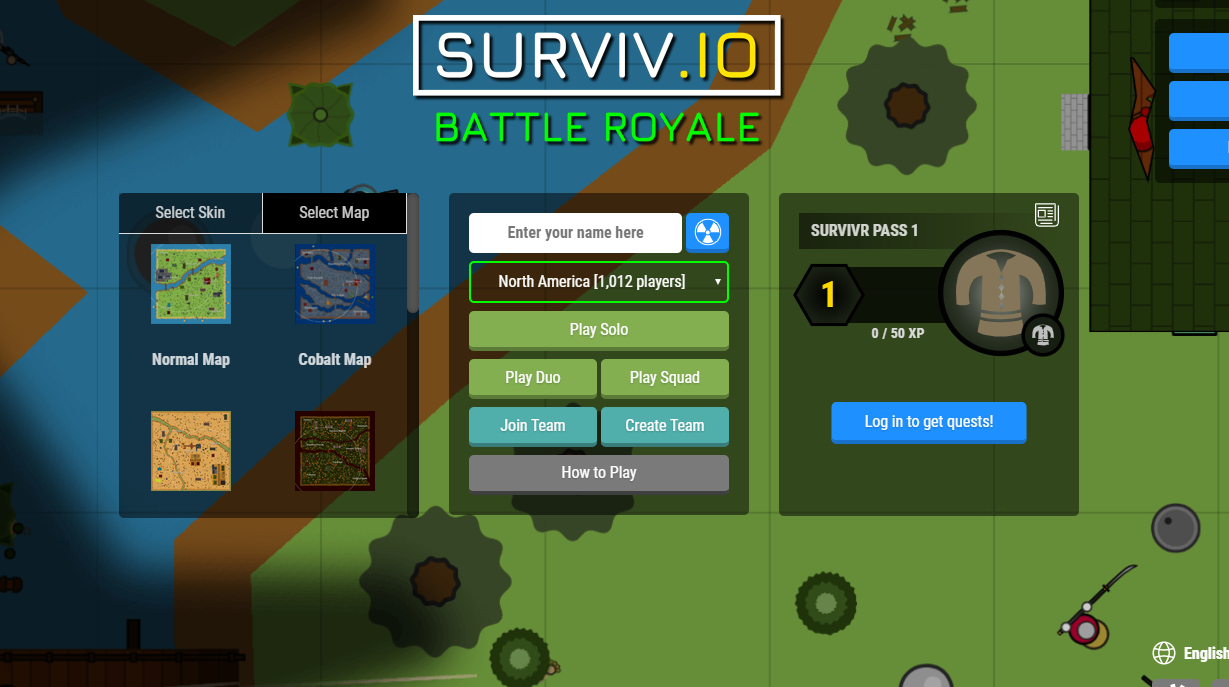 SURVIV.IO
BATTLE ROYALE
Select Skin
Select Map
Normal Map
Cobalt Map
Enter your name here
North America [1,012 players]
Play Solo
Play Duo
Play Squad
Join Team
Create Team
How to Play
SURVIVR PASS 1
1
0 / 50 XP
Log in to get quests!
English